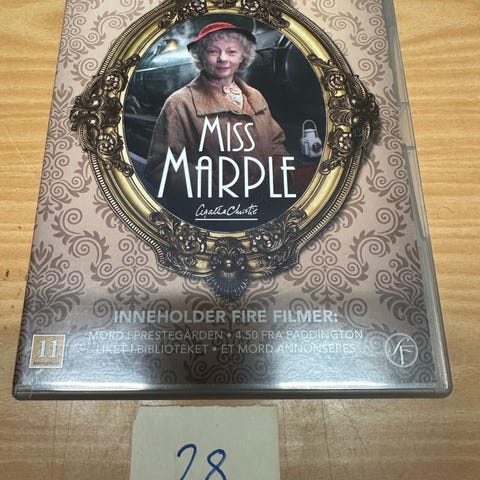 MISS
MARPLE
Agatha Christie
INNEHOLDER FIRE FILMER:
MORD I PRESTEGÅRDEN • 4.50 FRA PADDINGTON
LIKET I BIBLIOTEKET • ET MORD ANNONSERES
11
SF
28